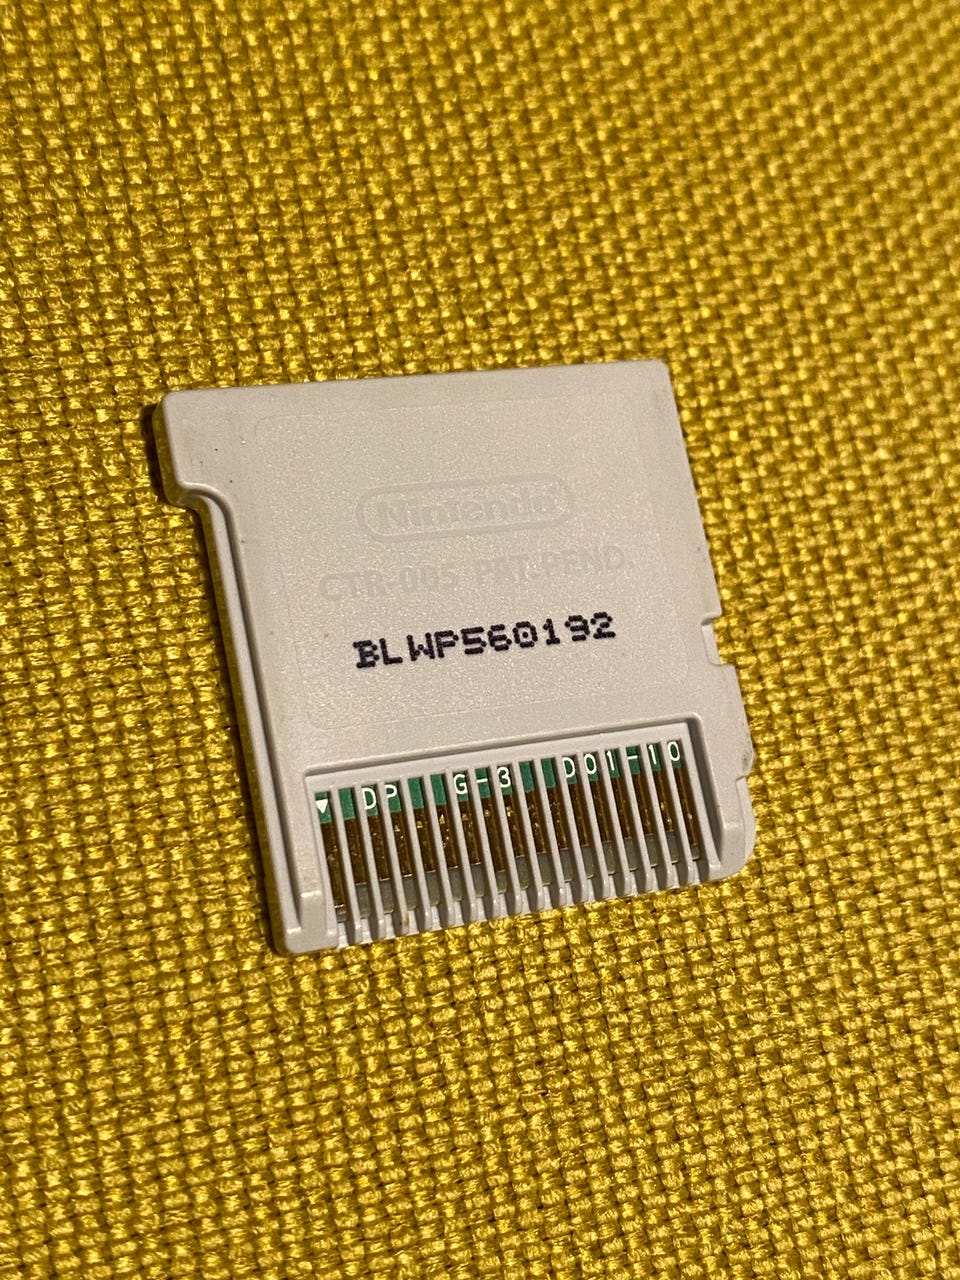 Nintendo
CTR-005 PAT.PEND.
BLWP560192
▼ DP G-3 D01-10